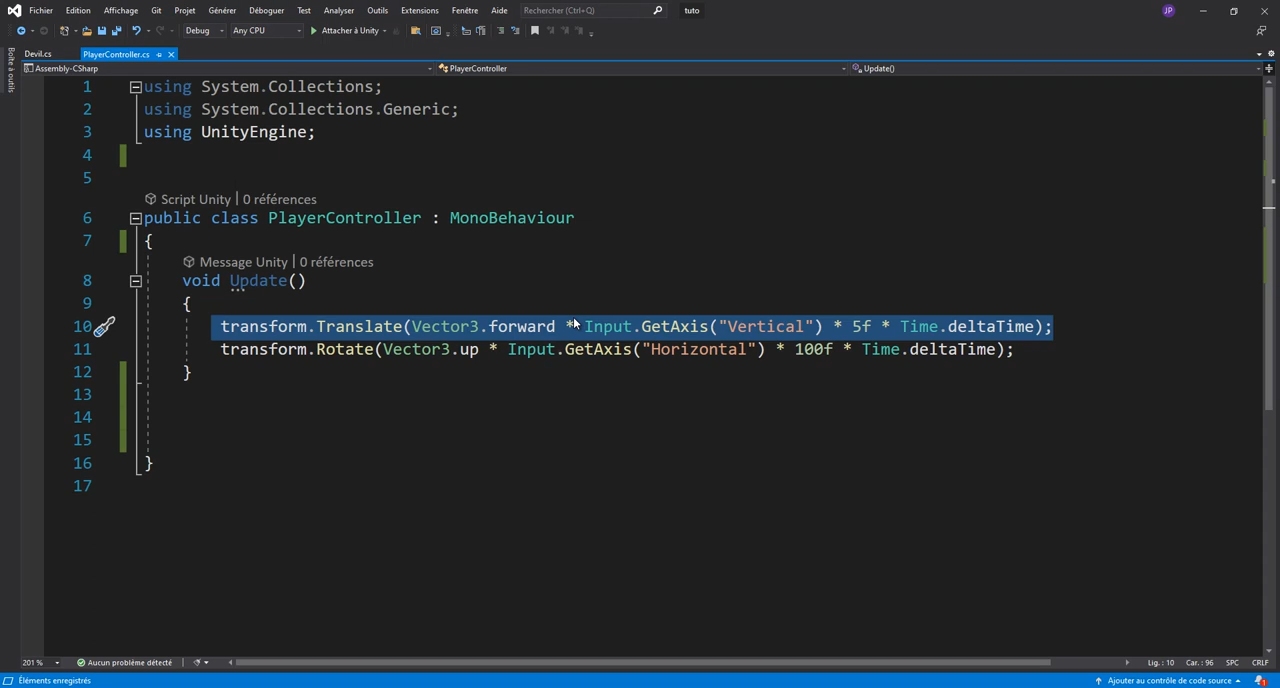 Fichier Edition Affichage Git Projet Générer Déboguer Test Analyser Outils Extensions Fenêtre Aide Rechercher (Ctrl+Q) tuto JP
Debug Any CPU Attacher à Unity
Boîte à outils
Devil.cs PlayerController.cs
Assembly-CSharp PlayerController Update()
1 using System.Collections;
2 using System.Collections.Generic;
3 using UnityEngine;
4
5
Script Unity | 0 références
6 public class PlayerController : MonoBehaviour
7 {
Message Unity | 0 références
8 void Update()
9 {
10 transform.Translate(Vector3.forward * Input.GetAxis("Vertical") * 5f * Time.deltaTime);
11 transform.Rotate(Vector3.up * Input.GetAxis("Horizontal") * 100f * Time.deltaTime);
12 }
13
14
15
16 }
17
201 % Aucun problème détecté Lig. : 10 Car. : 96 SPC CRLF
Éléments enregistrés Ajouter au contrôle de code source 1